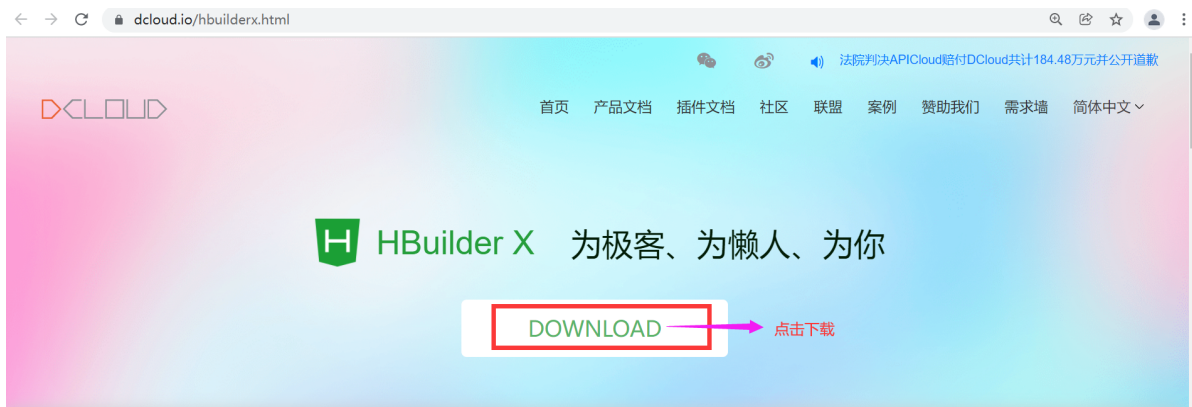 dcloud.io/hbuilderx.html
法院判决APICloud赔付DCloud共计184.48万元并公开道歉
DCLOUD
首页 产品文档 插件文档 社区 联盟 案例 赞助我们 需求墙 简体中文
H HBuilder X 为极客、为懒人、为你
DOWNLOAD 点击下载